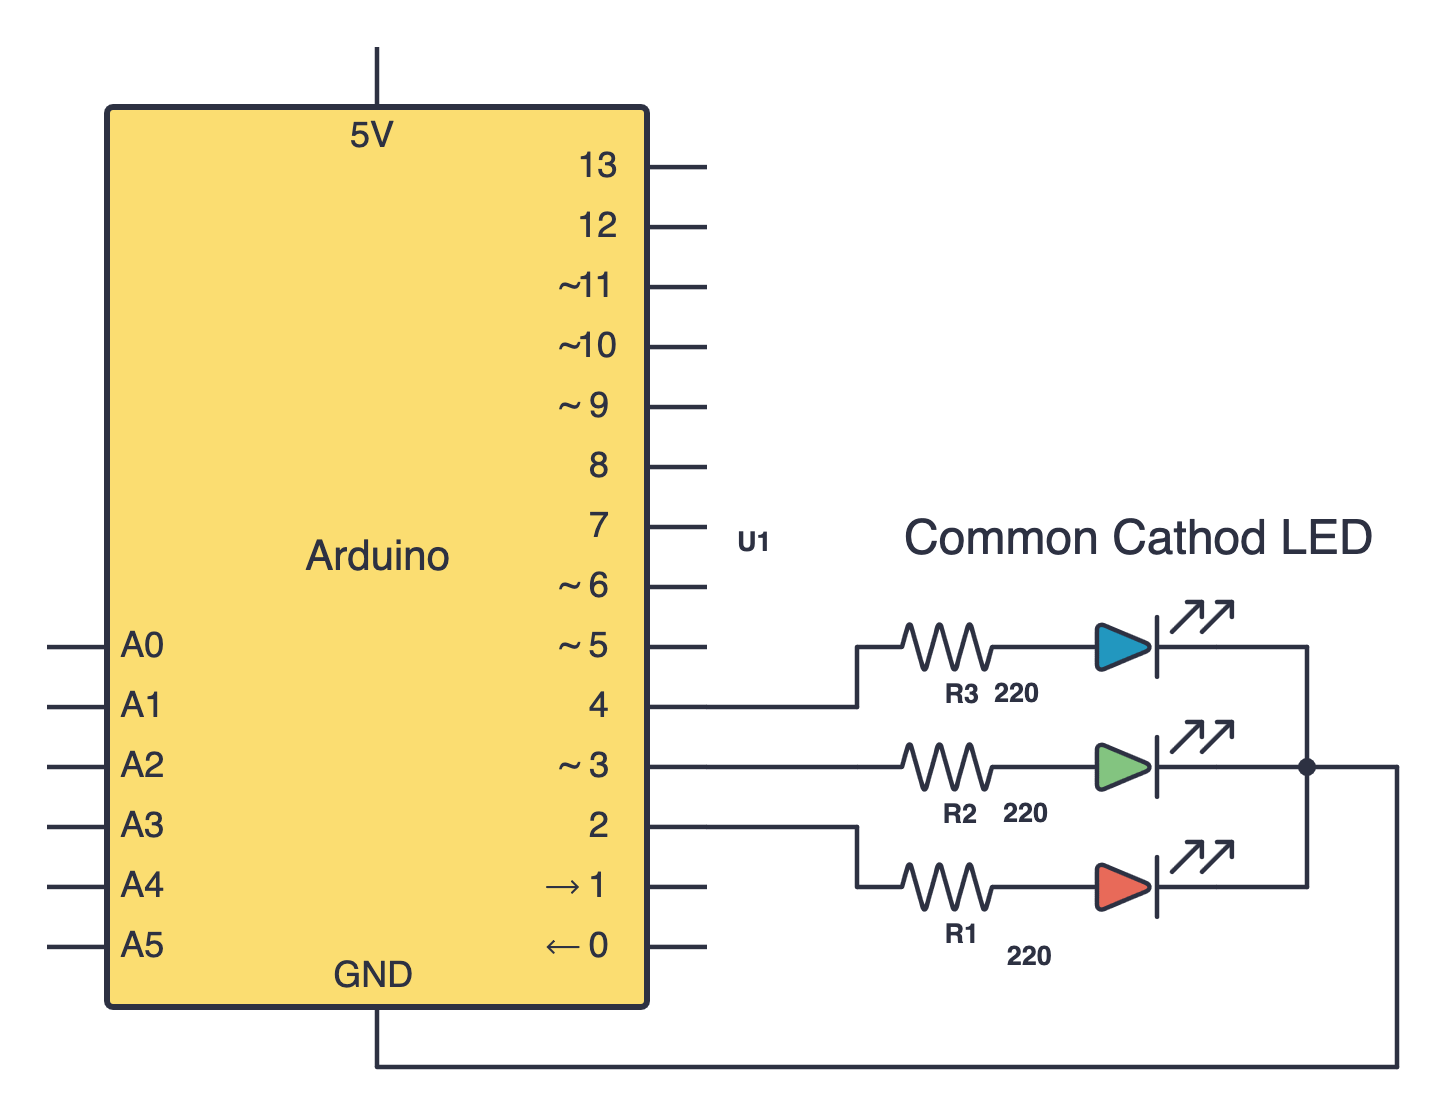 5V
13
12
~11
~10
~ 9
8
7
U1
Common Cathod LED
Arduino
~ 6
A0
~ 5
R3 220
A1
4
A2
~ 3
R2 220
A3
2
A4
→ 1
R1
220
A5
← 0
GND